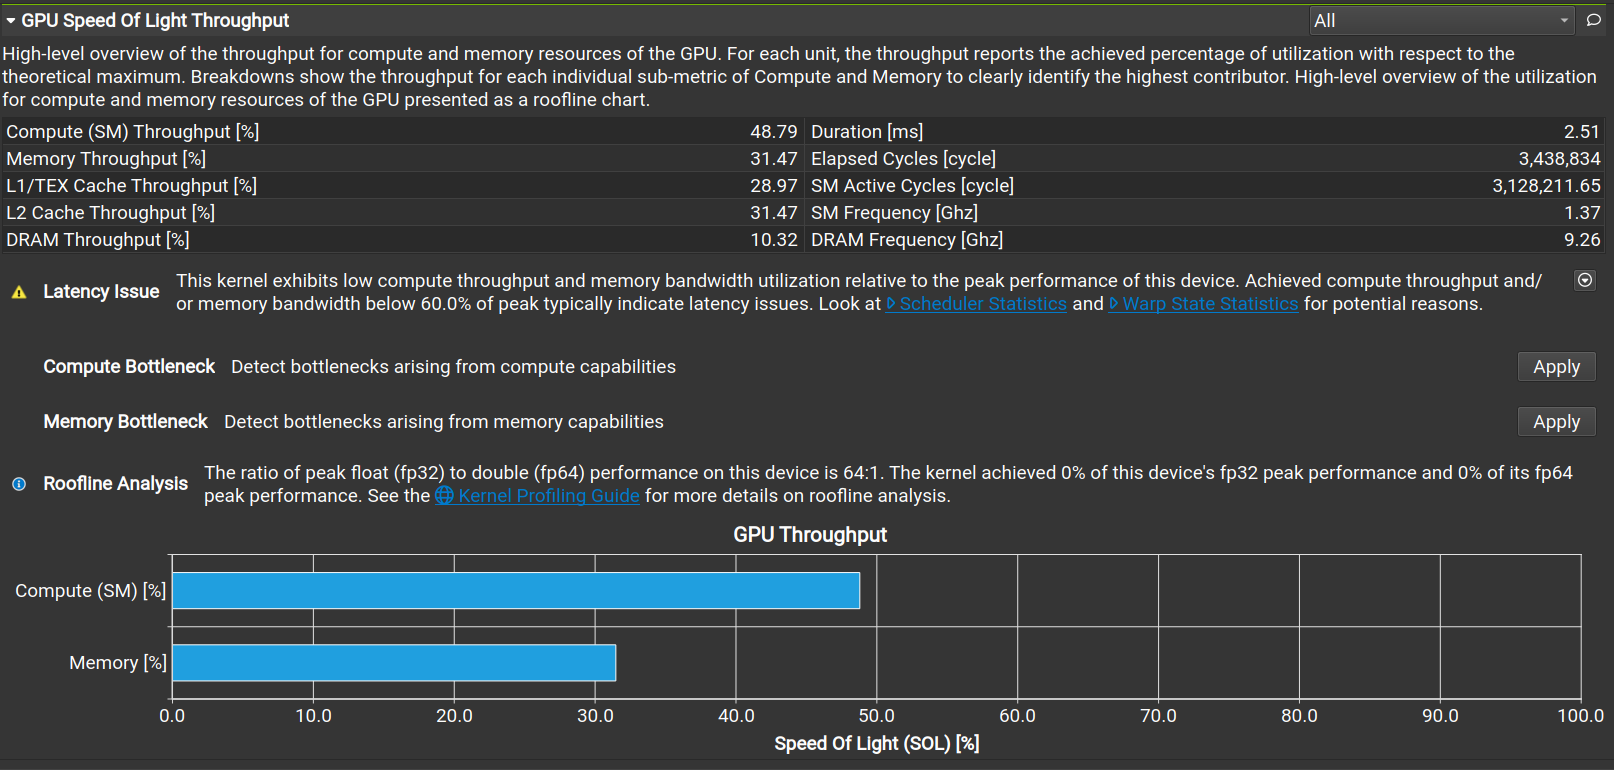 GPU Speed Of Light Throughput
All
High-level overview of the throughput for compute and memory resources of the GPU. For each unit, the throughput reports the achieved percentage of utilization with respect to the
theoretical maximum. Breakdowns show the throughput for each individual sub-metric of Compute and Memory to clearly identify the highest contributor. High-level overview of the utilization
for compute and memory resources of the GPU presented as a roofline chart.
Compute (SM) Throughput [%] 48.79 Duration [ms] 2.51
Memory Throughput [%] 31.47 Elapsed Cycles [cycle] 3,438,834
L1/TEX Cache Throughput [%] 28.97 SM Active Cycles [cycle] 3,128,211.65
L2 Cache Throughput [%] 31.47 SM Frequency [Ghz] 1.37
DRAM Throughput [%] 10.32 DRAM Frequency [Ghz] 9.26
Latency Issue
This kernel exhibits low compute throughput and memory bandwidth utilization relative to the peak performance of this device. Achieved compute throughput and/
or memory bandwidth below 60.0% of peak typically indicate latency issues. Look at Scheduler Statistics and Warp State Statistics for potential reasons.
Compute Bottleneck Detect bottlenecks arising from compute capabilities Apply
Memory Bottleneck Detect bottlenecks arising from memory capabilities Apply
Roofline Analysis
The ratio of peak float (fp32) to double (fp64) performance on this device is 64:1. The kernel achieved 0% of this device's fp32 peak performance and 0% of its fp64
peak performance. See the Kernel Profiling Guide for more details on roofline analysis.
GPU Throughput
Compute (SM) [%]
Memory [%]
0.0 10.0 20.0 30.0 40.0 50.0 60.0 70.0 80.0 90.0 100.0
Speed Of Light (SOL) [%]